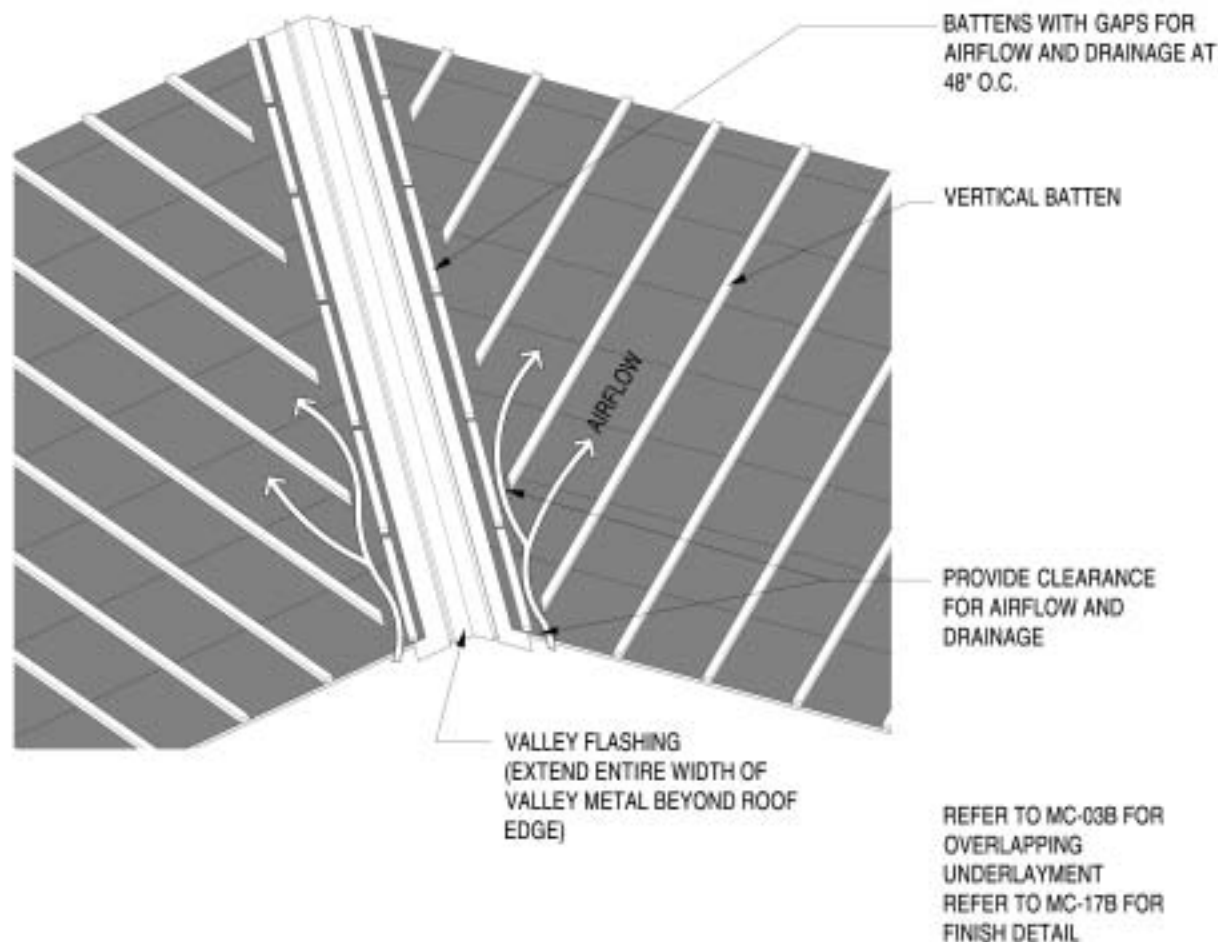 BATTENS WITH GAPS FOR
AIRFLOW AND DRAINAGE AT
48" O.C.
VERTICAL BATTEN
AIRFLOW
PROVIDE CLEARANCE
FOR AIRFLOW AND
DRAINAGE
VALLEY FLASHING
(EXTEND ENTIRE WIDTH OF
VALLEY METAL BEYOND ROOF
EDGE)
REFER TO MC-03B FOR
OVERLAPPING
UNDERLAYMENT
REFER TO MC-17B FOR
FINISH DETAIL